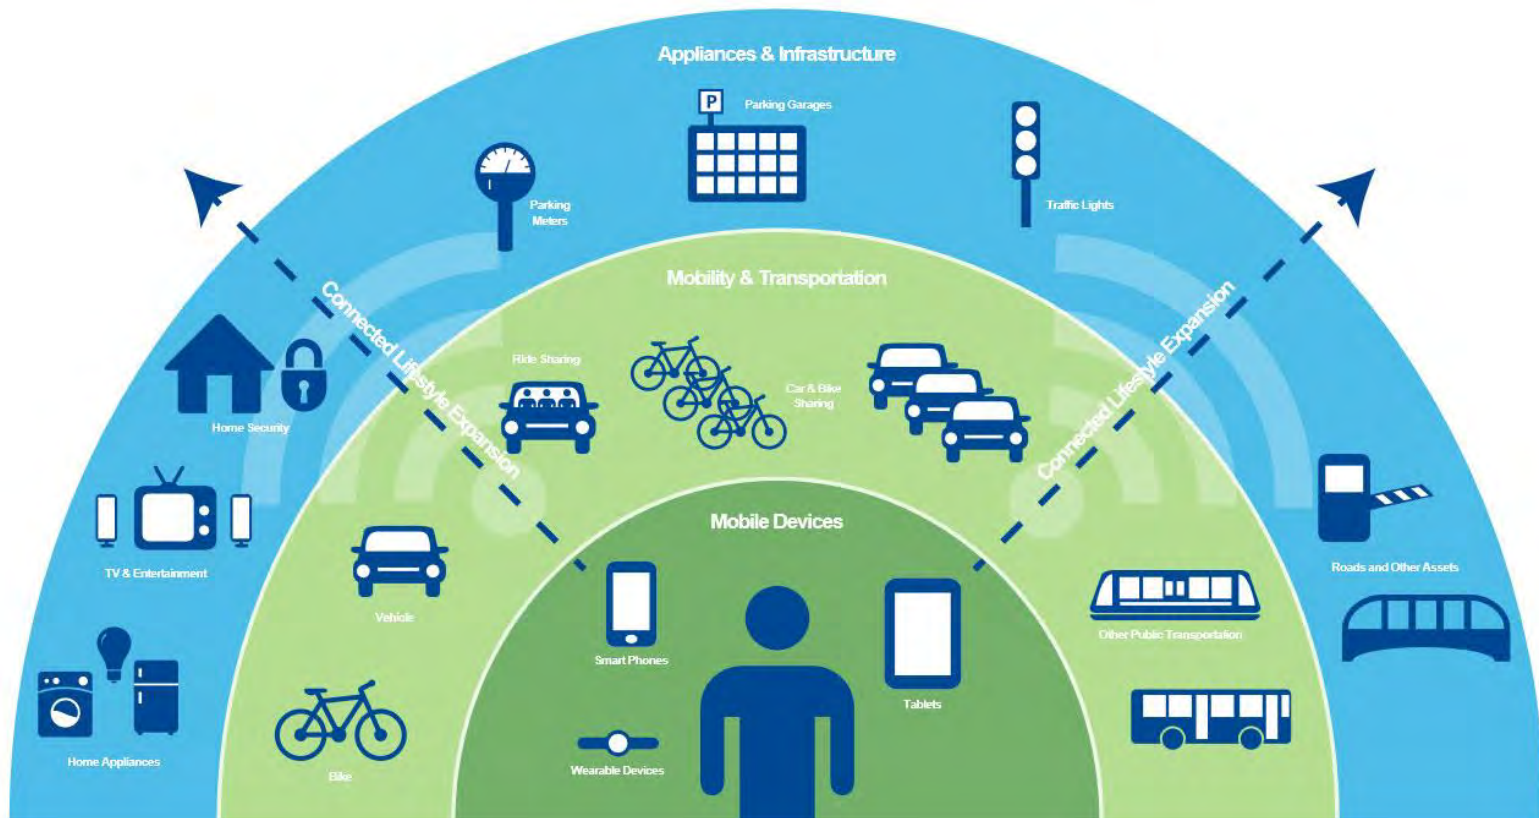 Appliances & Infrastructure
P
Parking Garages
Parking
Meters
Traffic Lights
Mobility & Transportation
Connected Lifestyle Expansion
Connected Lifestyle Expansion
Ride Sharing
Car & Bike
Sharing
Home Security
Mobile Devices
TV & Entertainment
Roads and Other Assets
Vehicle
Other Public Transportation
Smart Phones
Tablets
Home Appliances
Bike
Wearable Devices